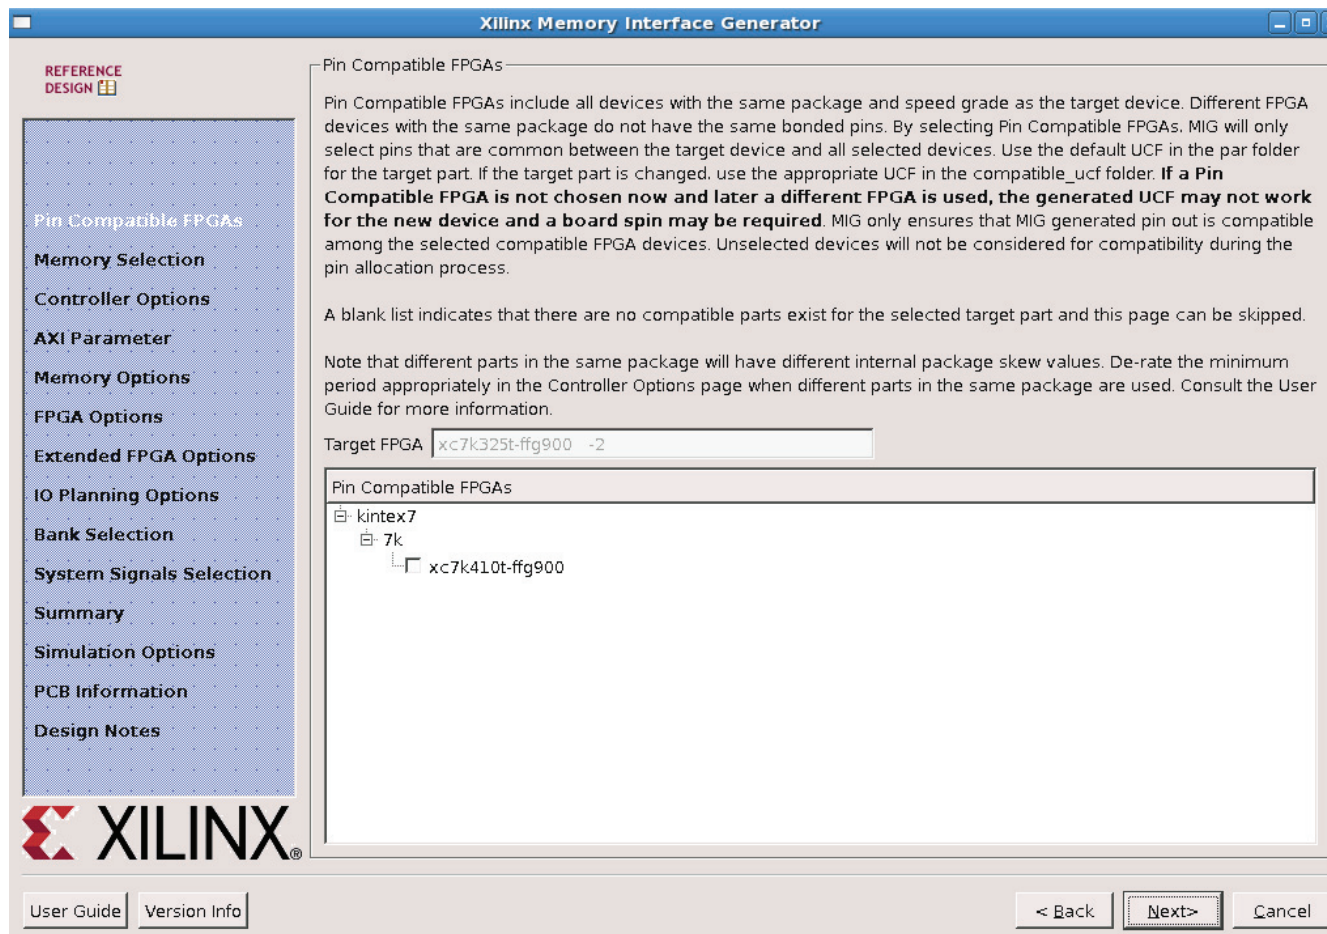 Xilinx Memory Interface Generator
REFERENCE
DESIGN
Pin Compatible FPGAs
Memory Selection
Controller Options
AXI Parameter
Memory Options
FPGA Options
Extended FPGA Options
IO Planning Options
Bank Selection
System Signals Selection
Summary
Simulation Options
PCB Information
Design Notes
XILINX®
Pin Compatible FPGAs
Pin Compatible FPGAs include all devices with the same package and speed grade as the target device. Different FPGA
devices with the same package do not have the same bonded pins. By selecting Pin Compatible FPGAs, MIG will only
select pins that are common between the target device and all selected devices. Use the default UCF in the par folder
for the target part. If the target part is changed, use the appropriate UCF in the compatible_ucf folder. If a Pin
Compatible FPGA is not chosen now and later a different FPGA is used, the generated UCF may not work
for the new device and a board spin may be required. MIG only ensures that MIG generated pin out is compatible
among the selected compatible FPGA devices. Unselected devices will not be considered for compatibility during the
pin allocation process.
A blank list indicates that there are no compatible parts exist for the selected target part and this page can be skipped.
Note that different parts in the same package will have different internal package skew values. De-rate the minimum
period appropriately in the Controller Options page when different parts in the same package are used. Consult the User
Guide for more information.
Target FPGA xc7k325t-ffg900 -2
Pin Compatible FPGAs
kintex7
7k
xc7k410t-ffg900
User Guide Version Info < Back Next> Cancel